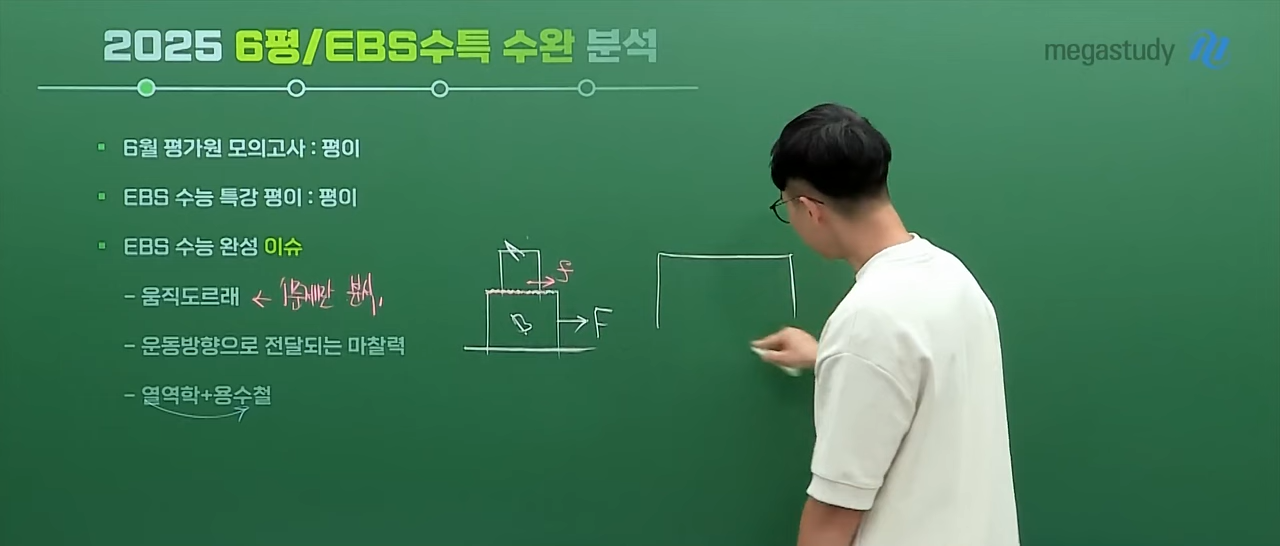 2025 6평/EBS수특 수완 분석
megastudy
6월 평가원 모의고사 : 평이
EBS 수능 특강 평이 : 평이
EBS 수능 완성 이슈
- 움직도르래 ← 1문제만 분석.
- 운동방향으로 전달되는 마찰력
- 열역학+용수철
A
f
B
F